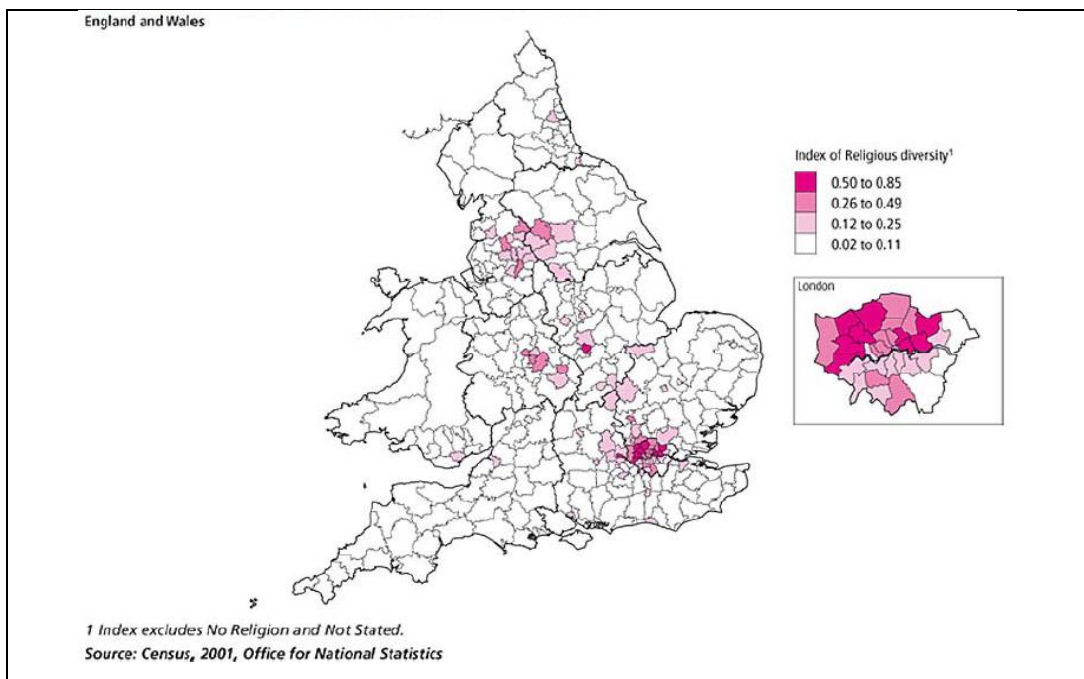 England and Wales
Index of Religious diversity¹
0.50 to 0.85
0.26 to 0.49
0.12 to 0.25
0.02 to 0.11
London
1 Index excludes No Religion and Not Stated.
Source: Census, 2001, Office for National Statistics